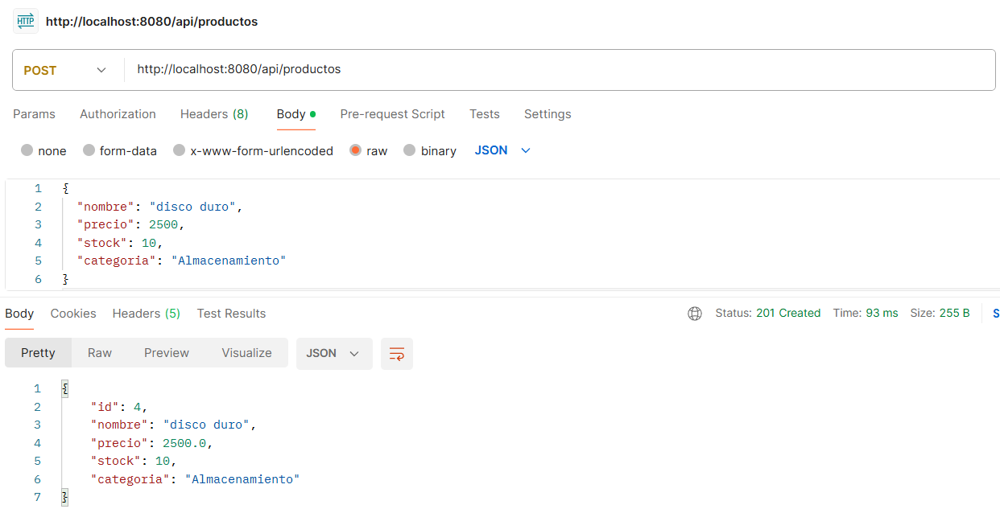 HTTP http://localhost:8080/api/productos
POST http://localhost:8080/api/productos
Params Authorization Headers (8) Body Pre-request Script Tests Settings
none form-data x-www-form-urlencoded raw binary JSON
1 {
2 "nombre": "disco duro",
3 "precio": 2500,
4 "stock": 10,
5 "categoria": "Almacenamiento"
6 }
Body Cookies Headers (5) Test Results Status: 201 Created Time: 93 ms Size: 255 B S
Pretty Raw Preview Visualize JSON
1 {
2 "id": 4,
3 "nombre": "disco duro",
4 "precio": 2500.0,
5 "stock": 10,
6 "categoria": "Almacenamiento"
7 }